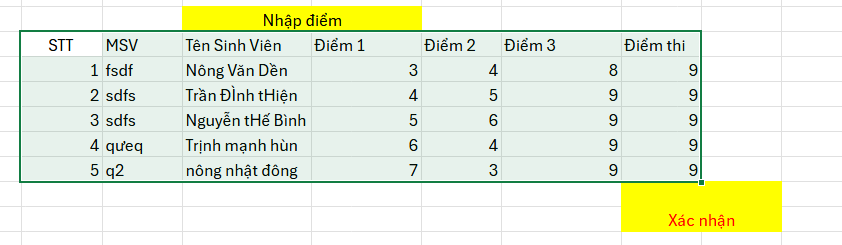 Nhập điểm
STT MSV Tên Sinh Viên Điểm 1 Điểm 2 Điểm 3 Điểm thi
1 fsdf Nông Văn Dền 3 4 8 9
2 sdfs Trần ĐÌnh tHiện 4 5 9 9
3 sdfs Nguyễn tHế Bình 5 6 9 9
4 qưeq Trịnh mạnh hùn 6 4 9 9
5 q2 nông nhật đông 7 3 9 9
Xác nhận